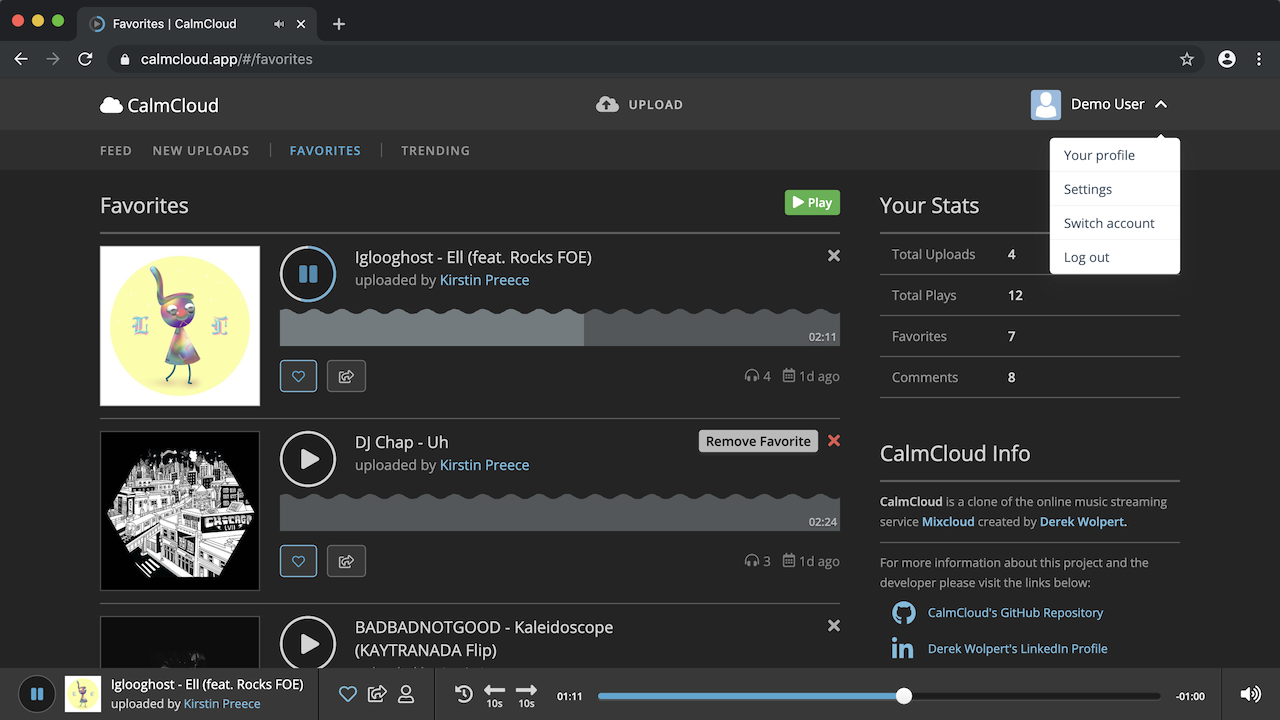 Favorites | CalmCloud
calmcloud.app/#/favorites
CalmCloud
UPLOAD
Demo User
FEED
NEW UPLOADS
FAVORITES
TRENDING
Your profile
Settings
Switch account
Log out
Favorites
Play
Iglooghost - Ell (feat. Rocks FOE)
uploaded by Kirstin Preece
02:11
4
1d ago
DJ Chap - Uh
uploaded by Kirstin Preece
Remove Favorite
CHSTRAP
LVII
02:24
3
1d ago
BADBADNOTGOOD - Kaleidoscope
(KAYTRANADA Flip)
Your Stats
Total Uploads 4
Total Plays 12
Favorites 7
Comments 8
CalmCloud Info
CalmCloud is a clone of the online music streaming
service Mixcloud created by Derek Wolpert.
For more information about this project and the
developer please visit the links below:
CalmCloud's GitHub Repository
Derek Wolpert's LinkedIn Profile
Iglooghost - Ell (feat. Rocks FOE)
uploaded by Kirstin Preece
10s
10s
01:11
-01:00